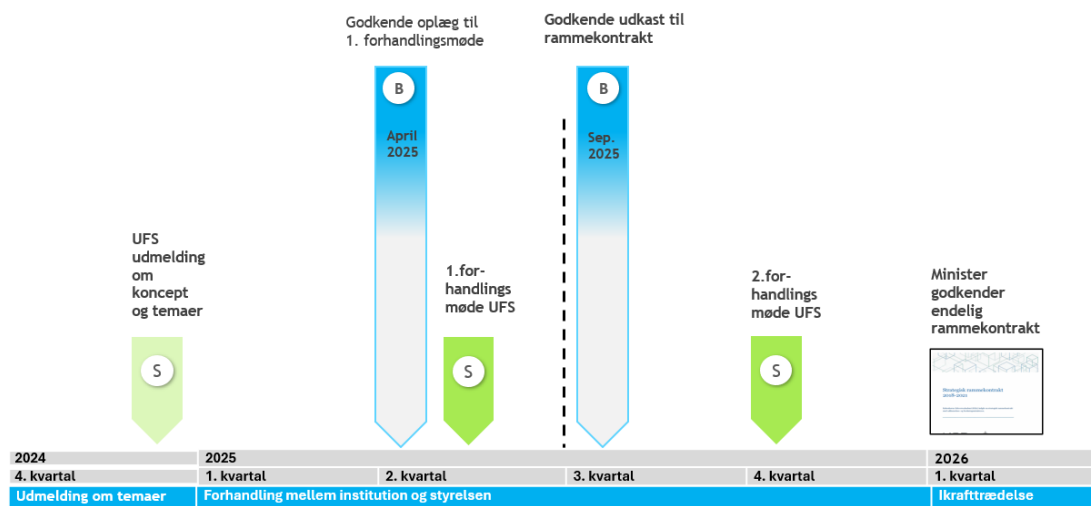 Godkende oplæg til
1. forhandlingsmøde
Godkende udkast til
rammekontrakt
B
April
2025
B
Sep.
2025
UFS
udmelding
om
koncept
og temaer
S
1.for-
handlings
møde UFS
S
2.for-
handlings
møde UFS
S
Minister
godkender
endelig
rammekontrakt
Strategisk rammekontrakt
2024
2025
2026
4. kvartal
1. kvartal
2. kvartal
3. kvartal
4. kvartal
1. kvartal
Udmelding om temaer
Forhandling mellem institution og styrelsen
Ikrafttrædelse